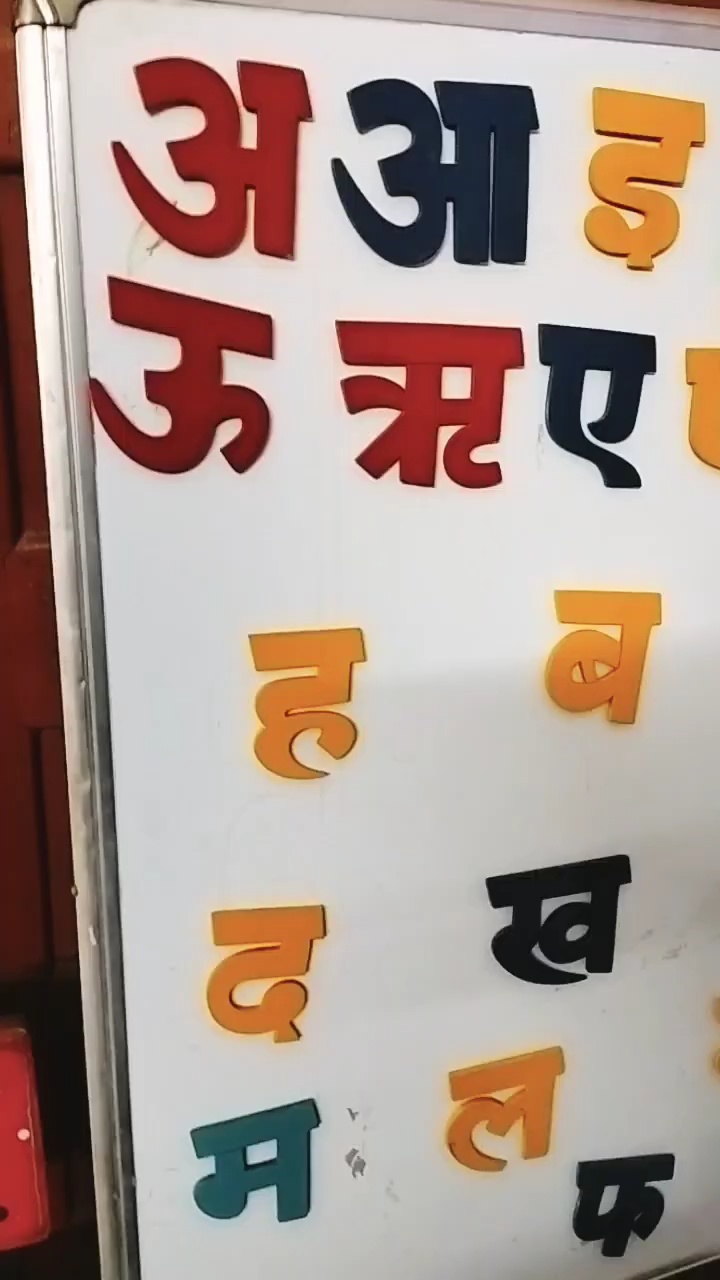 अ आ इ
ऊ ऋ ए
ह ब
द ख
म ल
फ